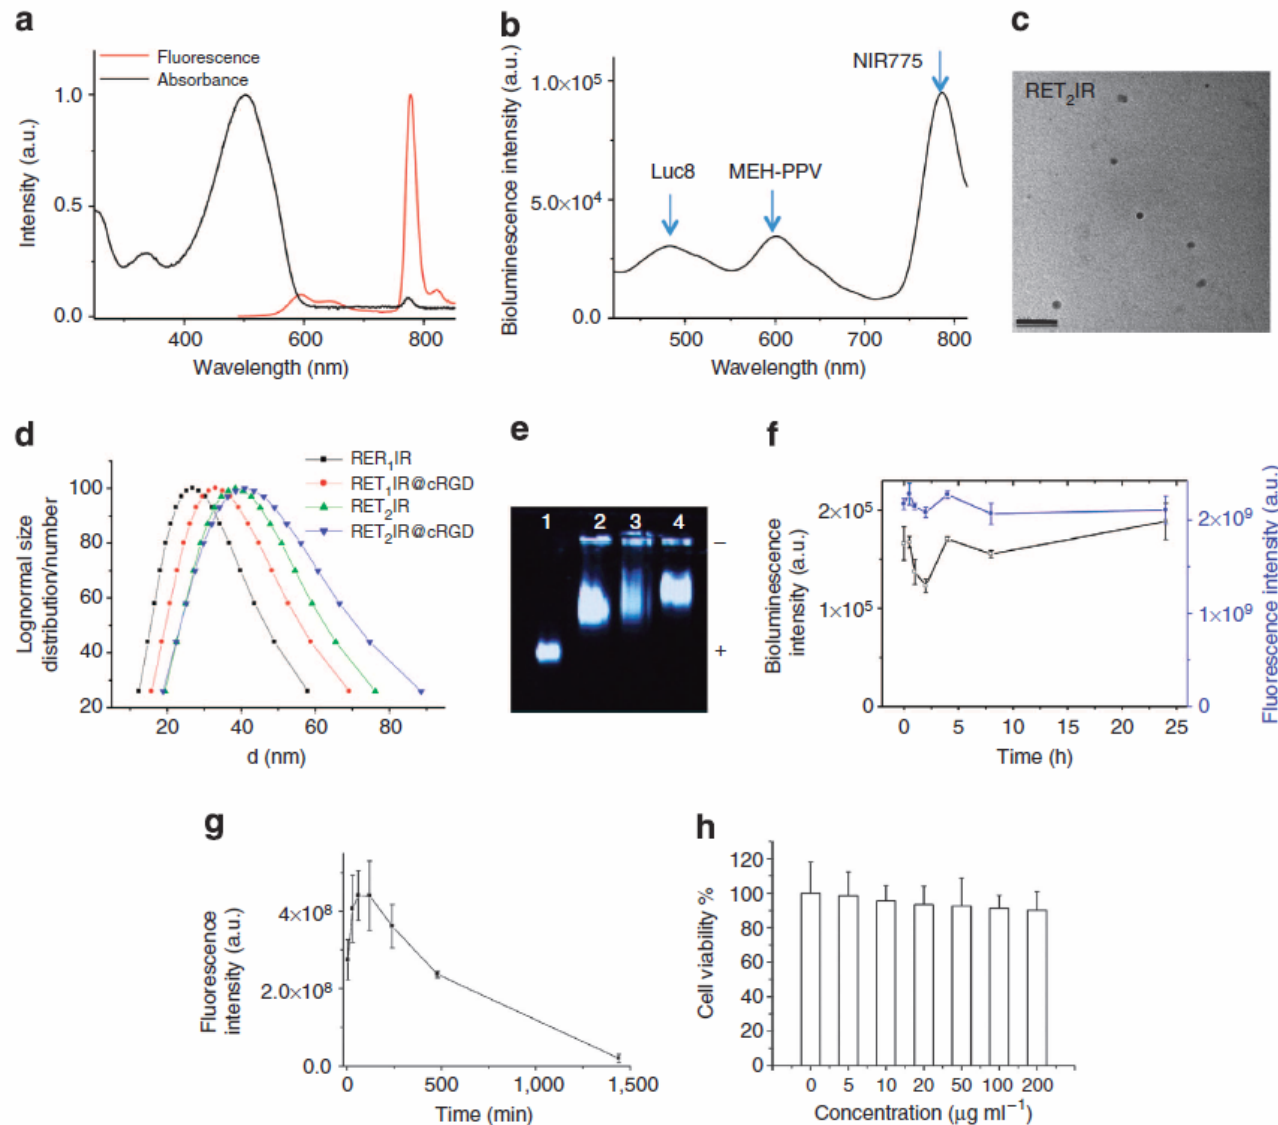 a
Fluorescence
Absorbance
1.0
0.5
0.0
400
600
800
Intensity (a.u.)
Wavelength (nm)
b
NIR775
Luc8
MEH-PPV
1.0×10⁵
5.0×10⁴
0.0
500
600
700
800
Bioluminescence intensity (a.u.)
Wavelength (nm)
c
RET₂IR
d
RER₁IR
RET₁IR@cRGD
RET₂IR
RET₂IR@cRGD
100
80
60
40
20
20
40
60
80
Lognormal size
distribution/number
d (nm)
e
1
2
3
4
–
+
f
2×10⁵
1×10⁵
0
2×10⁹
1×10⁹
0
0
5
10
15
20
25
Bioluminescence
intensity (a.u.)
Fluorescence intensity (a.u.)
Time (h)
g
4×10⁸
2.0×10⁸
0.0
0
500
1,000
1,500
Fluorescence
intensity (a.u.)
Time (min)
h
120
100
80
60
40
20
0
0
5
10
20
50
100
200
Cell viability %
Concentration (μg ml⁻¹)